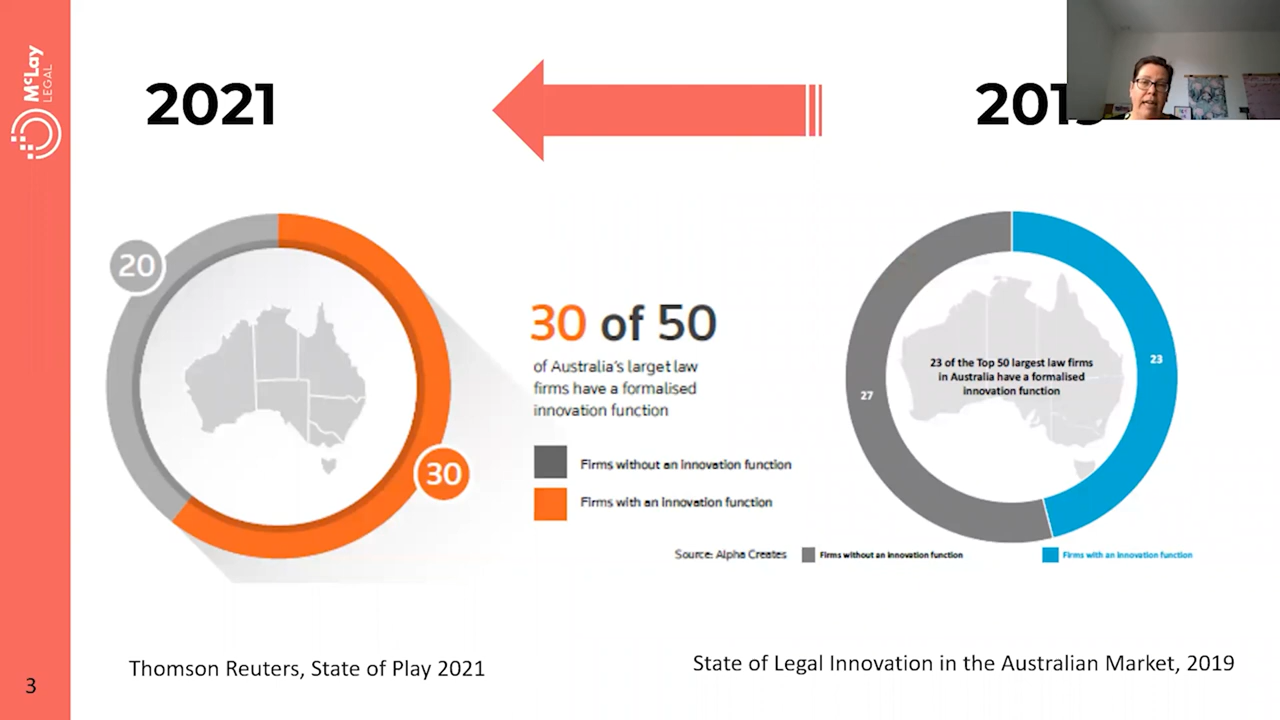 McLay
LEGAL
2021
201
20
30
30 of 50
of Australia's larget law
firms have a formalised
innovation function
Firms without an innovation function
Firms with an innovation function
23 of the Top 50 largest law firms
in Australia have a formalised
innovation function
23
27
Source: Alpha Creates
Firms without an innovation function
Firms with an innovation function
Thomson Reuters, State of Play 2021
State of Legal Innovation in the Australian Market, 2019
3